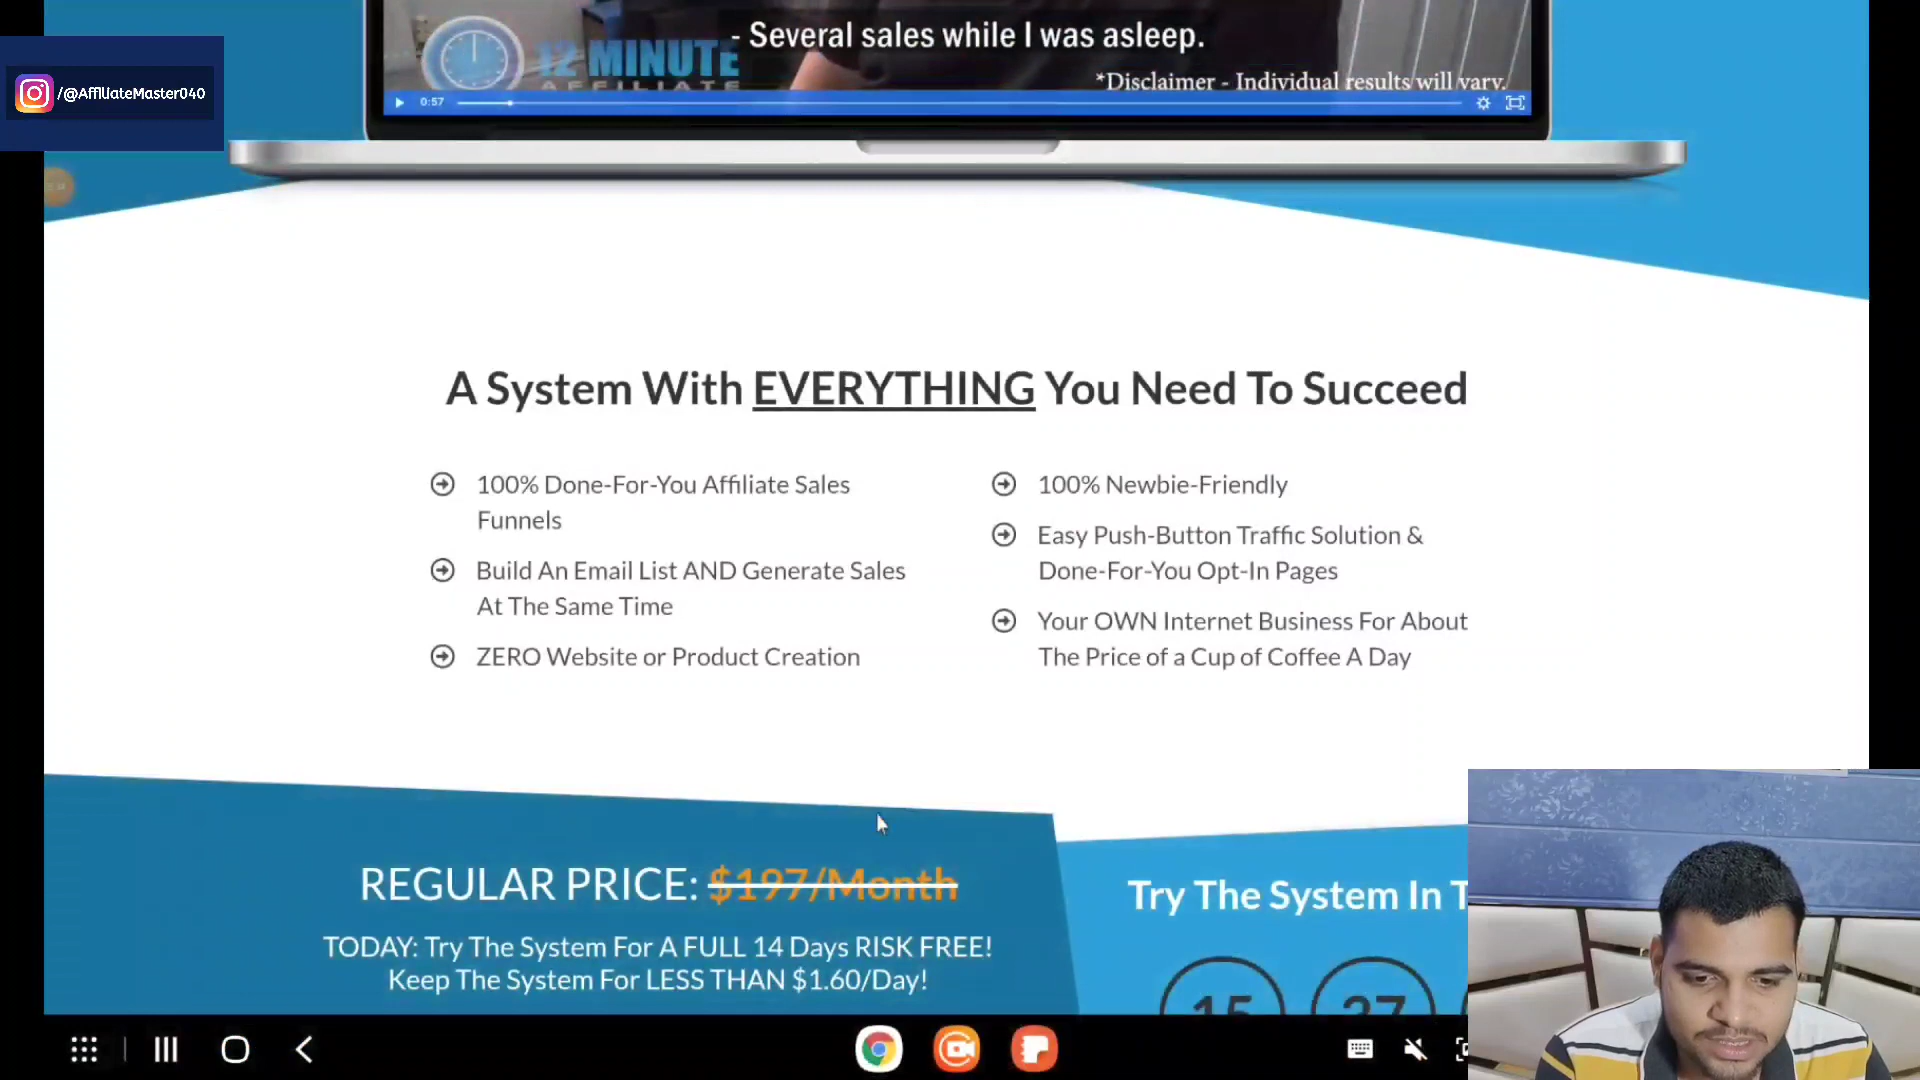 - Several sales while I was asleep.
12 MINUTE
AFFILIATE
*Disclaimer - Individual results will vary.
0:57
/@AffiliateMaster040
A System With EVERYTHING You Need To Succeed
100% Done-For-You Affiliate Sales
Funnels
Build An Email List AND Generate Sales
At The Same Time
ZERO Website or Product Creation
100% Newbie-Friendly
Easy Push-Button Traffic Solution &
Done-For-You Opt-In Pages
Your OWN Internet Business For About
The Price of a Cup of Coffee A Day
REGULAR PRICE: $197/Month
TODAY: Try The System For A FULL 14 Days RISK FREE!
Keep The System For LESS THAN $1.60/Day!
Try The System In
15 27